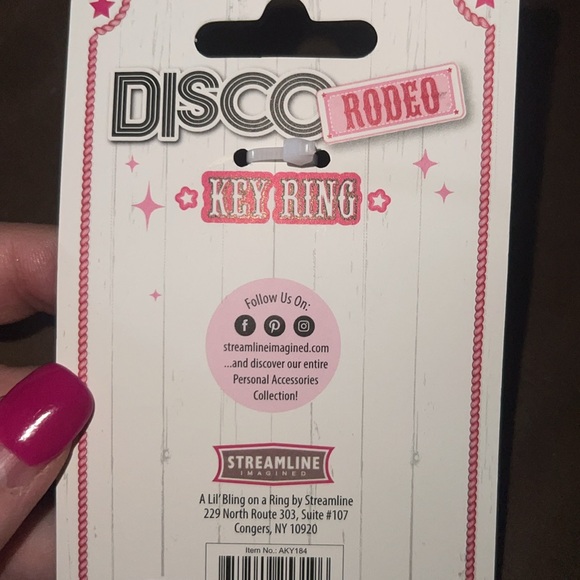 DISCO RODEO
KEY RING
Follow Us On:
streamlineimagined.com
...and discover our entire
Personal Accessories
Collection!
STREAMLINE
IMAGINED
A Lil' Bling on a Ring by Streamline
229 North Route 303, Suite #107
Congers, NY 10920
Item No.: AKY184